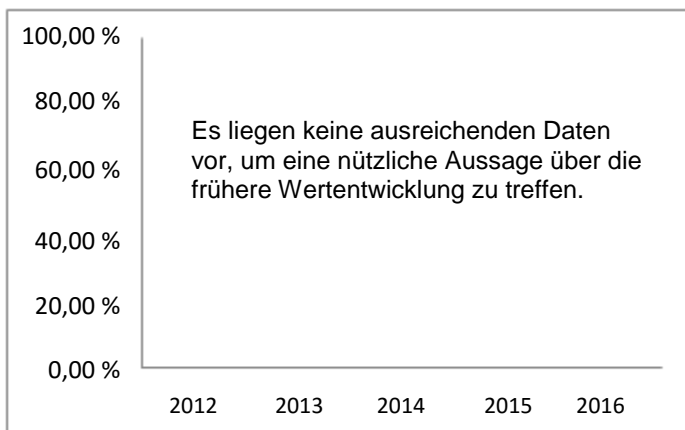 100,00 %
80,00 %
Es liegen keine ausreichenden Daten
vor, um eine nützliche Aussage über die
60,00 %
frühere Wertentwicklung zu treffen.
40,00 %
20,00 %
0,00 %
2012 2013 2014 2015 2016